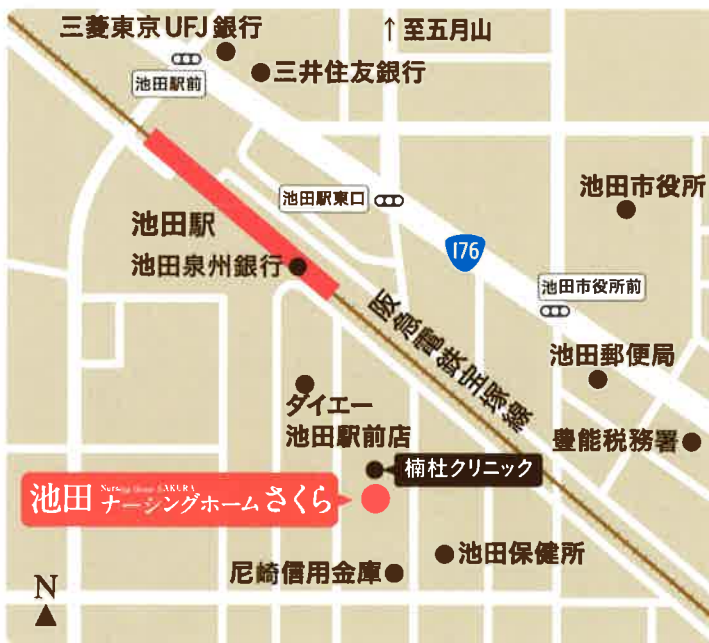 三菱東京UFJ銀行
↑至五月山
三井住友銀行
池田駅前
池田市役所
池田駅東口
池田駅
176
池田泉州銀行
池田市役所前
阪急電鉄宝塚線
池田郵便局
ダイエー
池田駅前店
豊能税務署
楠杜クリニック
Nursing Home SAKURA
池田ナーシングホームさくら
池田保健所
尼崎信用金庫
N